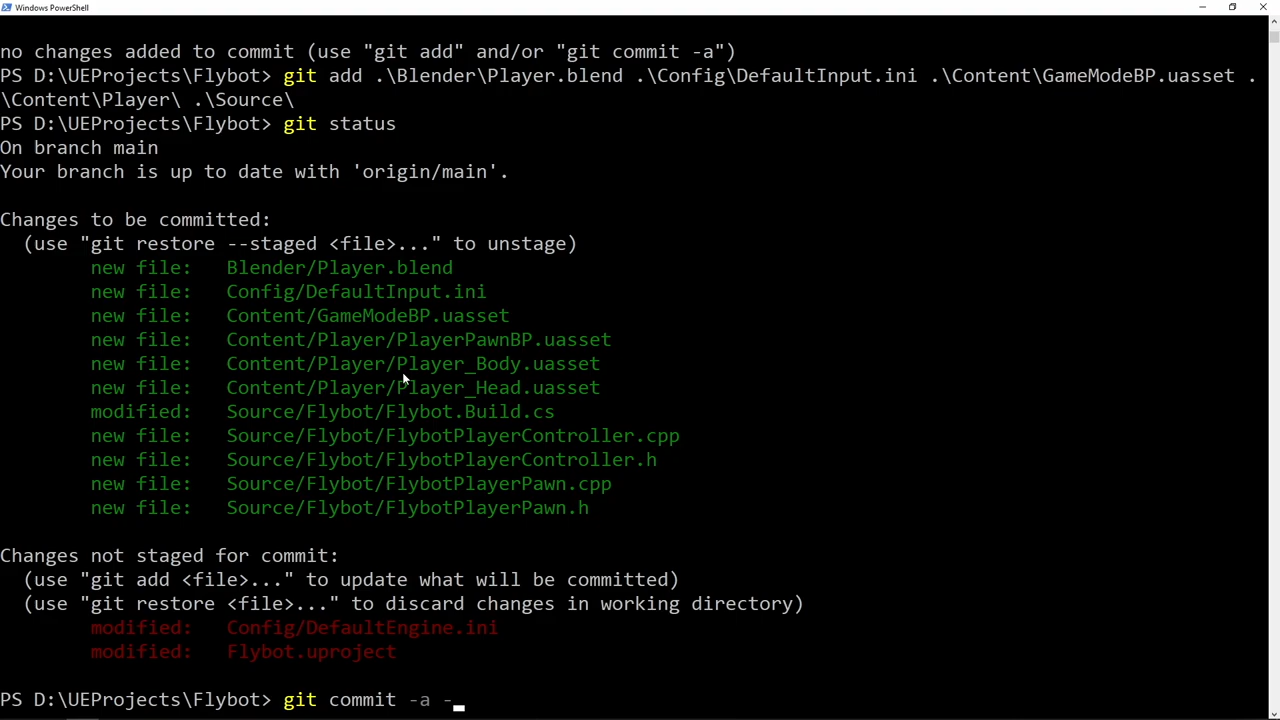 Windows PowerShell
no changes added to commit (use "git add" and/or "git commit -a")
PS D:\UEProjects\Flybot> git add .\Blender\Player.blend .\Config\DefaultInput.ini .\Content\GameModeBP.uasset .
\Content\Player\ .\Source\
PS D:\UEProjects\Flybot> git status
On branch main
Your branch is up to date with 'origin/main'.
Changes to be committed:
(use "git restore --staged <file>..." to unstage)
new file: Blender/Player.blend
new file: Config/DefaultInput.ini
new file: Content/GameModeBP.uasset
new file: Content/Player/PlayerPawnBP.uasset
new file: Content/Player/Player_Body.uasset
new file: Content/Player/Player_Head.uasset
modified: Source/Flybot/Flybot.Build.cs
new file: Source/Flybot/FlybotPlayerController.cpp
new file: Source/Flybot/FlybotPlayerController.h
new file: Source/Flybot/FlybotPlayerPawn.cpp
new file: Source/Flybot/FlybotPlayerPawn.h
Changes not staged for commit:
(use "git add <file>..." to update what will be committed)
(use "git restore <file>..." to discard changes in working directory)
modified: Config/DefaultEngine.ini
modified: Flybot.uproject
PS D:\UEProjects\Flybot> git commit -a -